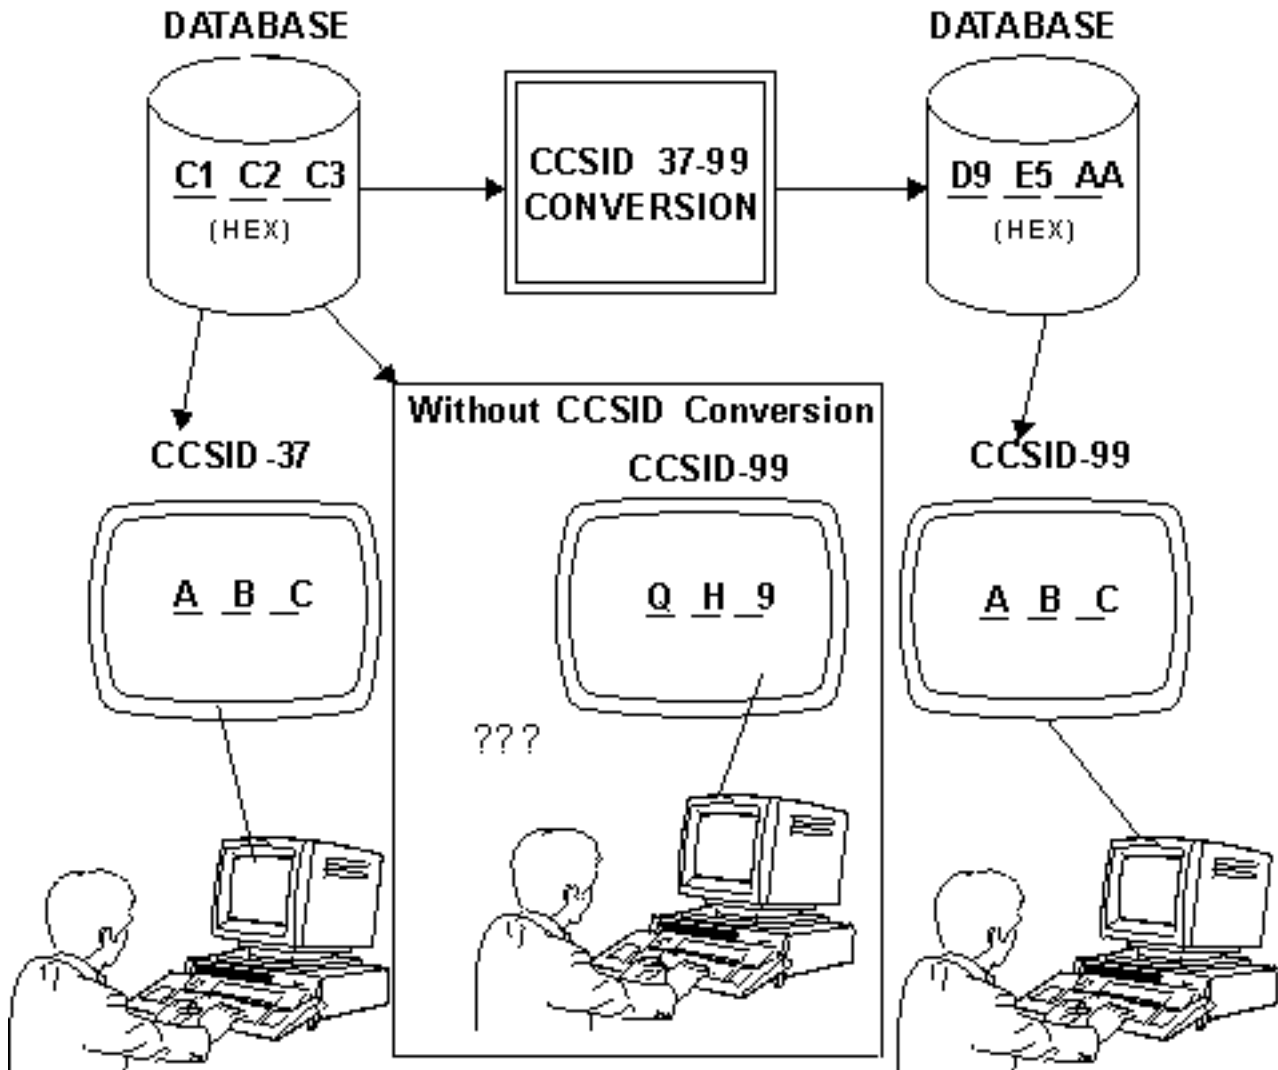 DATABASE
DATABASE
C1 C2 C3
(HEX)
CCSID 37-99
CONVERSION
D9 E5 AA
(HEX)
Without CCSID Conversion
CCSID-37
CCSID-99
CCSID-99
A B C
Q H 9
A B C
???